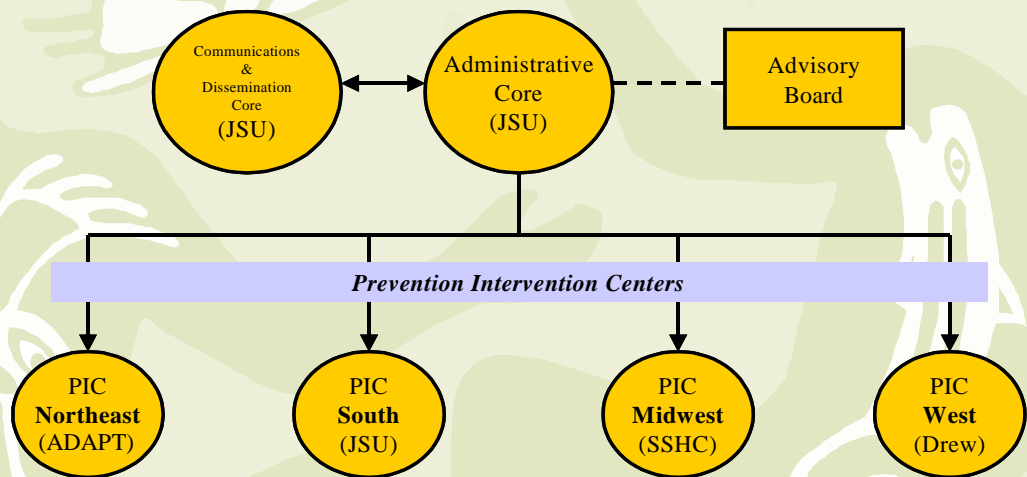 Communications
&
Dissemination
Core
(JSU)
Administrative
Core
(JSU)
Advisory
Board
Prevention Intervention Centers
PIC
Northeast
(ADAPT)
PIC
South
(JSU)
PIC
Midwest
(SSHC)
PIC
West
(Drew)